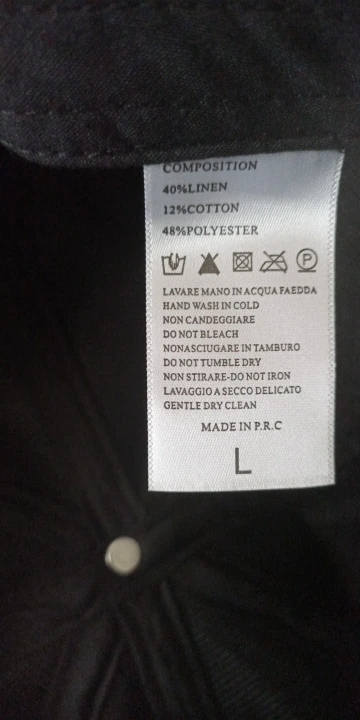 COMPOSITION
40%LINEN
12%COTTON
48%POLYESTER
P
LAVARE MANO IN ACQUA FAEDDA
HAND WASH IN COLD
NON CANDEGGIARE
DO NOT BLEACH
NONASCIUGARE IN TAMBURO
DO NOT TUMBLE DRY
NON STIRARE-DO NOT IRON
LAVAGGIO A SECCO DELICATO
GENTLE DRY CLEAN
MADE IN P.R.C
L